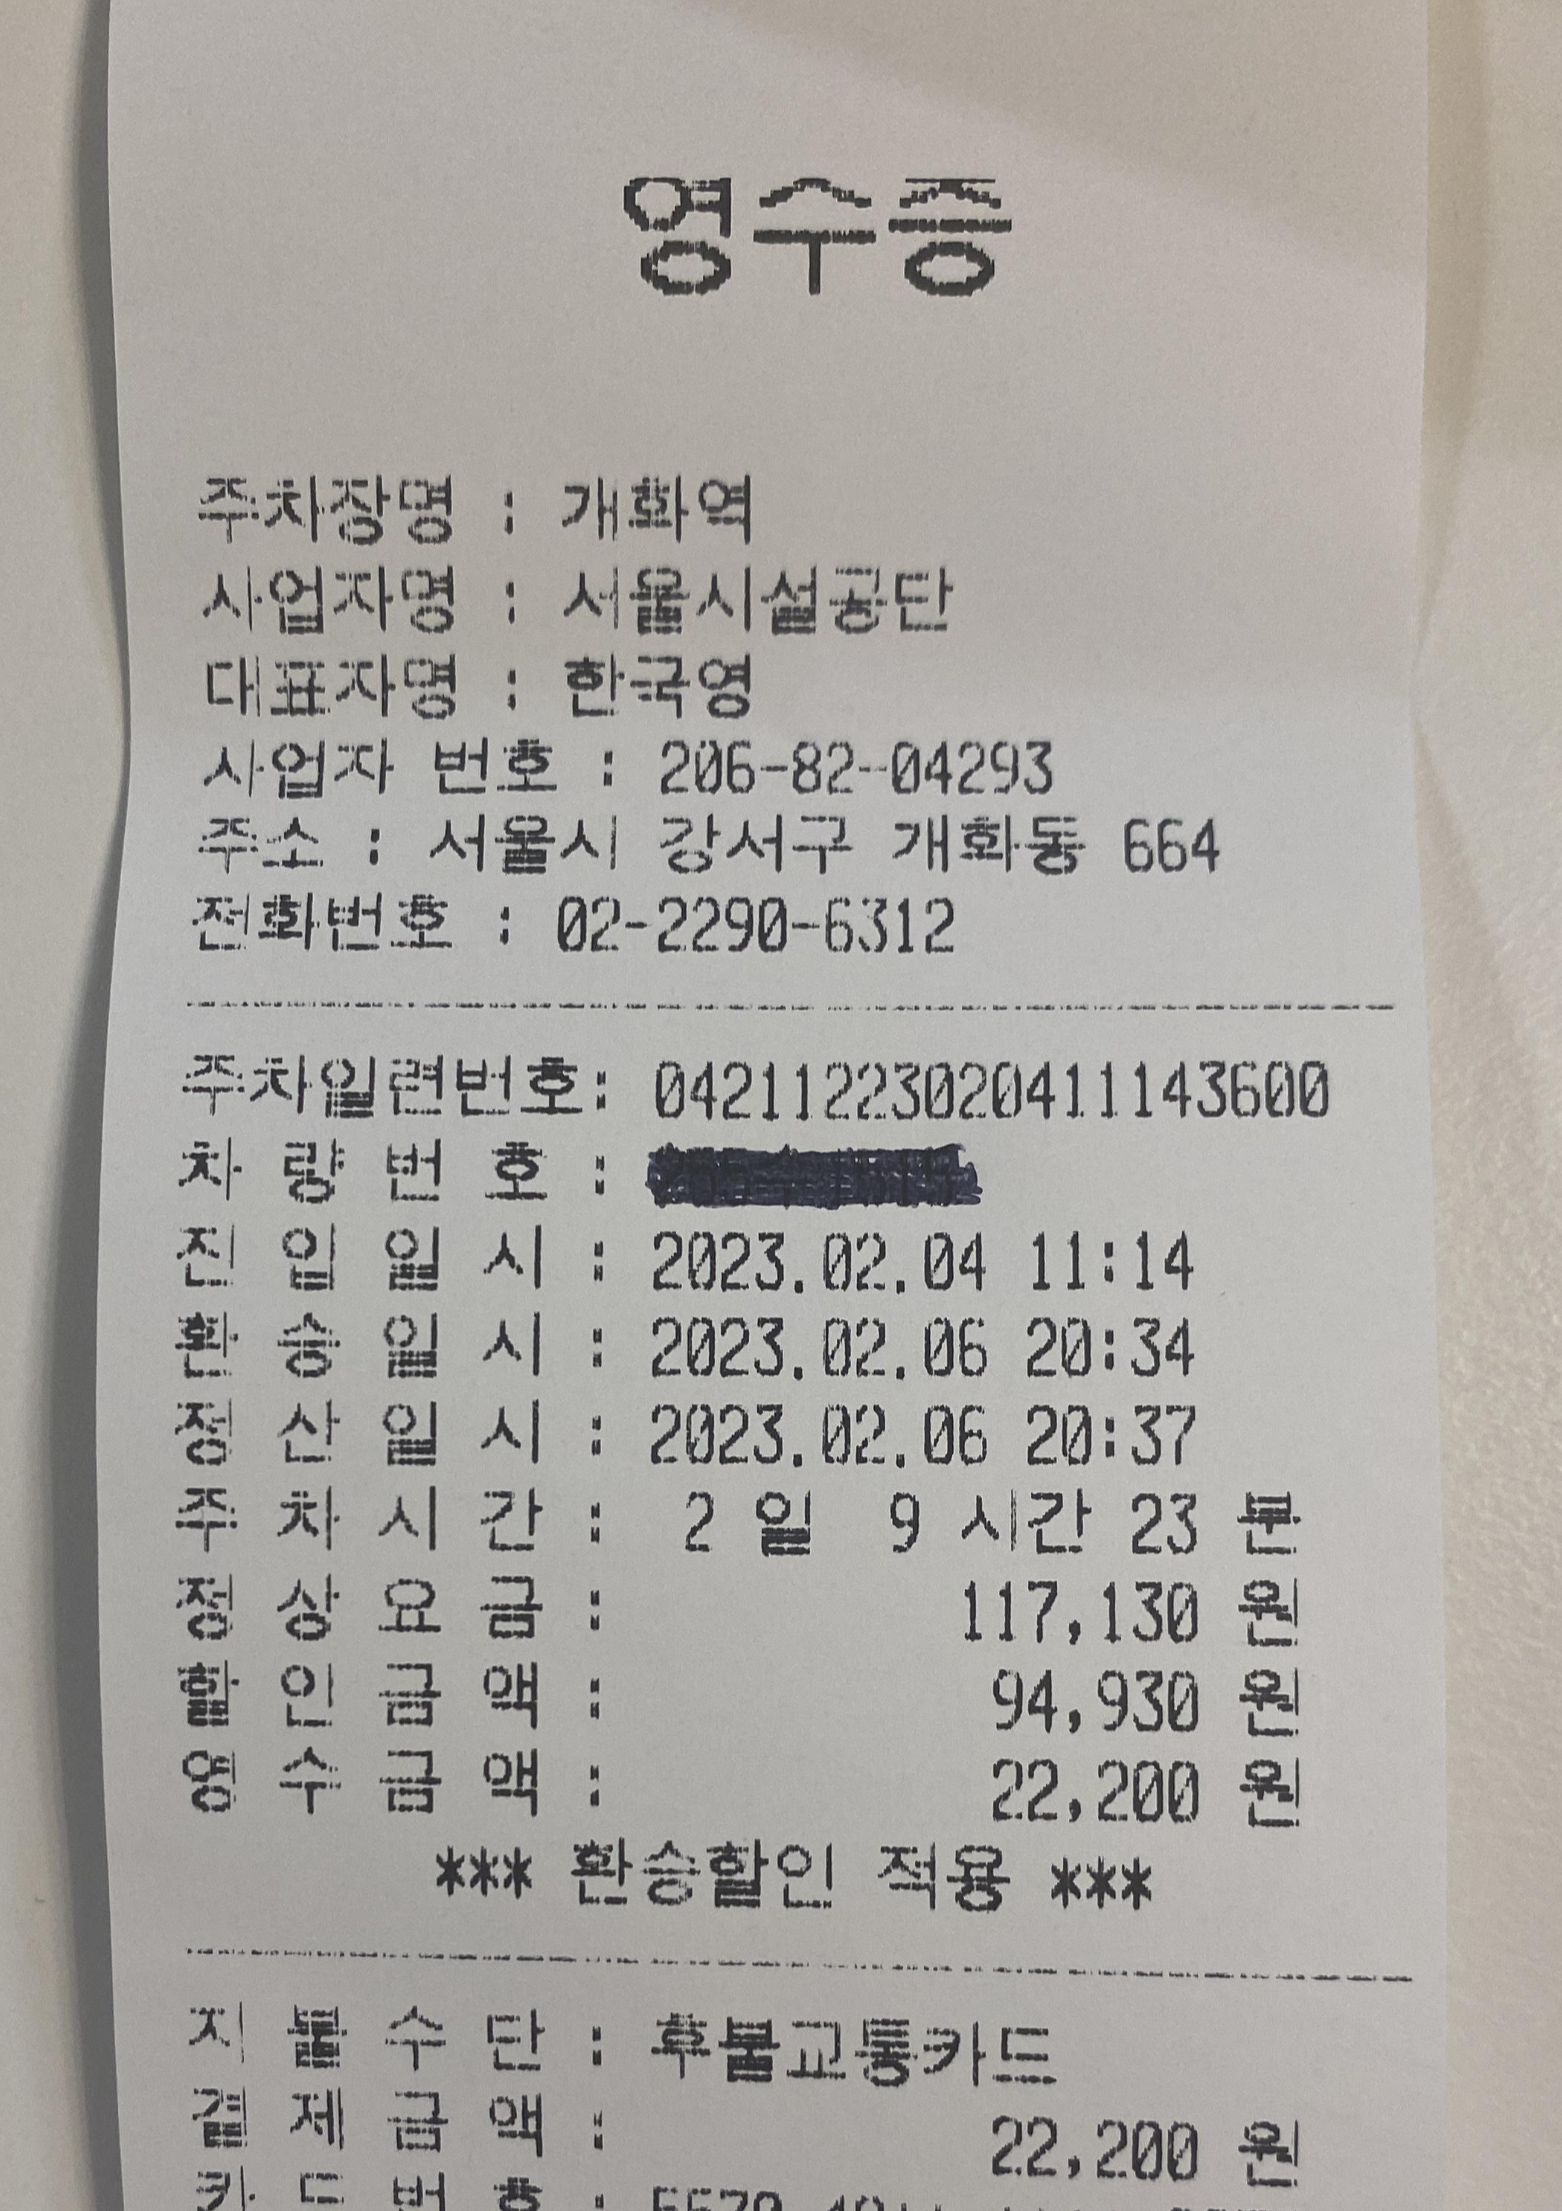 영수증
주차장명 : 개화역
사업자명 : 서울시설공단
대표자명 : 한국영
사업자 번호 : 206-82-04293
주소 : 서울시 강서구 개화동 664
전화번호 : 02-2290-6312
주차일련번호: 04211223020411143600
차 량 번 호 :
진 입 일 시 : 2023.02.04 11:14
환 승 일 시 : 2023.02.06 20:34
정 산 일 시 : 2023.02.06 20:37
주 차 시 간 : 2 일 9 시간 23 분
정 상 요 금 : 117,130 원
할 인 금 액 : 94,930 원
영 수 금 액 : 22,200 원
*** 환승할인 적용 ***
지 불 수 단 : 후불교통카드
결 제 금 액 : 22,200 원
카 드 번 호 :